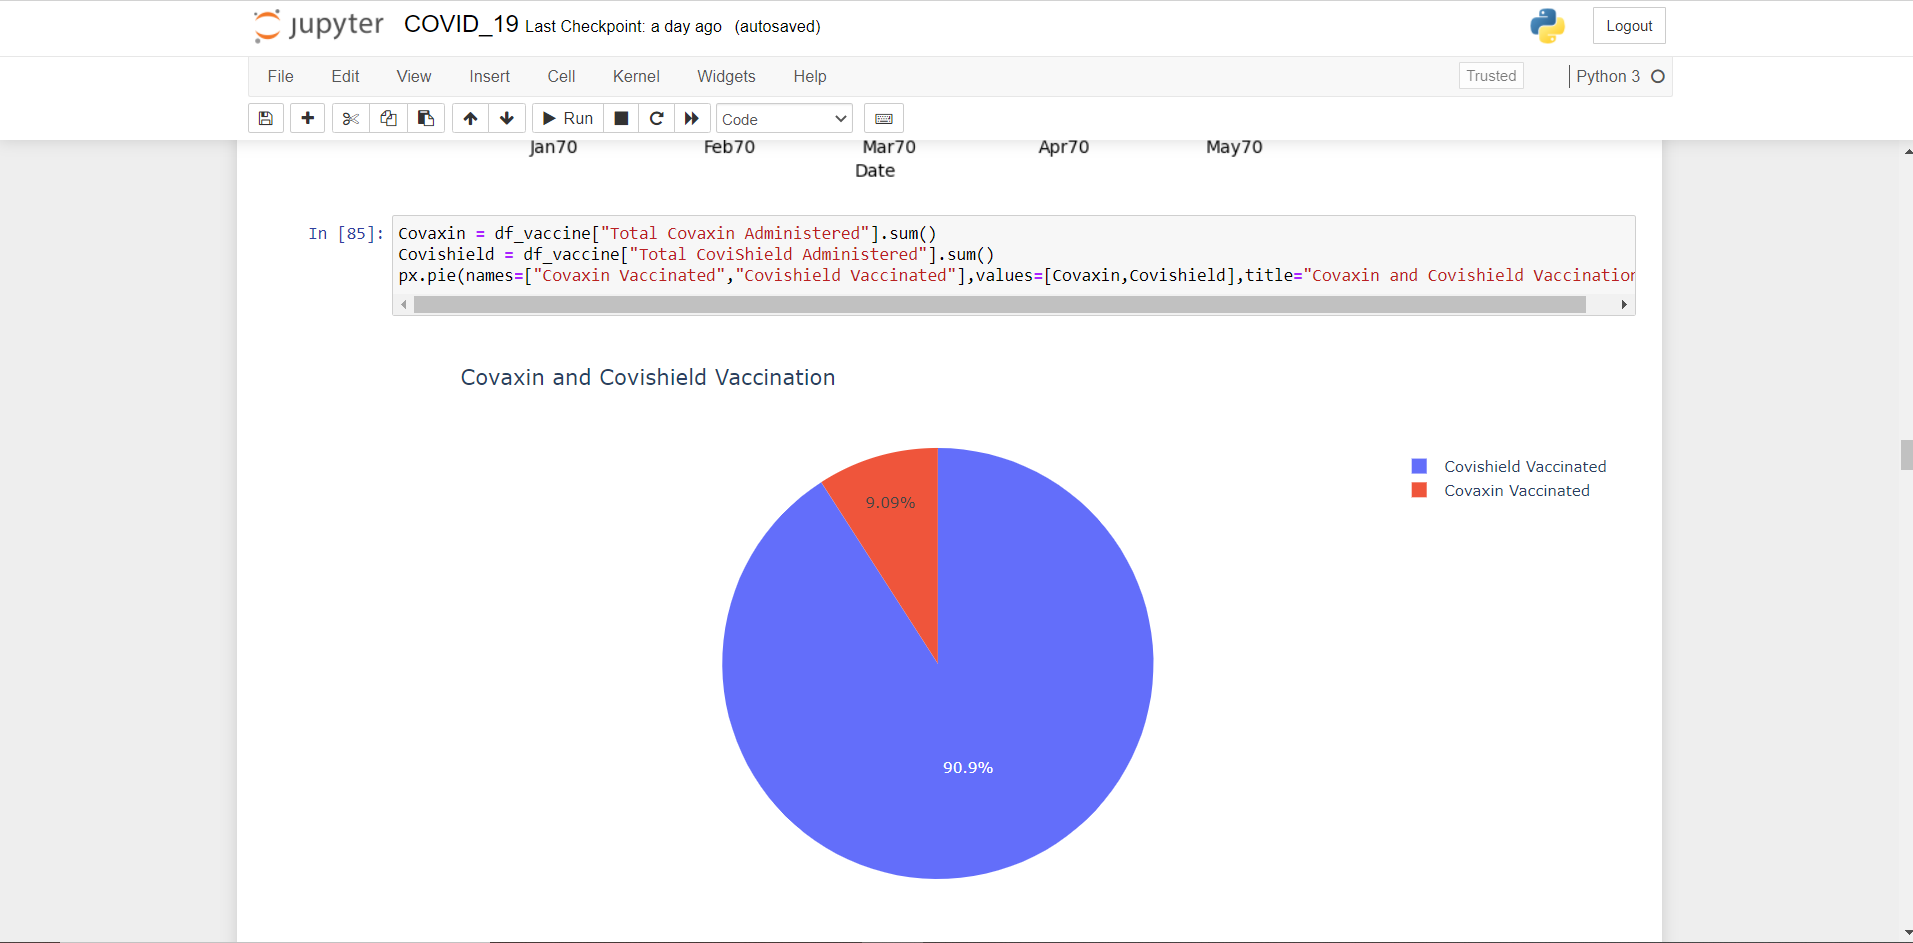 jupyter COVID_19 Last Checkpoint: a day ago (autosaved) Logout
File Edit View Insert Cell Kernel Widgets Help Trusted Python 3
Run Code
Jan70 Feb70 Mar70 Apr70 May70
Date
In [85]: Covaxin = df_vaccine["Total Covaxin Administered"].sum()
Covishield = df_vaccine["Total CoviShield Administered"].sum()
px.pie(names=["Covaxin Vaccinated","Covishield Vaccinated"],values=[Covaxin,Covishield],title="Covaxin and Covishield Vaccination
Covaxin and Covishield Vaccination
Covishield Vaccinated
Covaxin Vaccinated
9.09%
90.9%